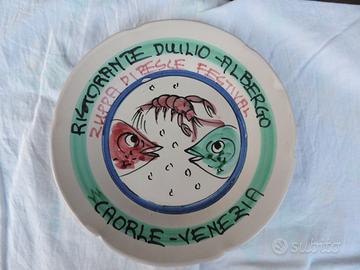 RISTORANTE DUILIO-ALBERGO
ZUPPA DI PESCE FESTIVAL
CAORLE-VENEZIA
subito